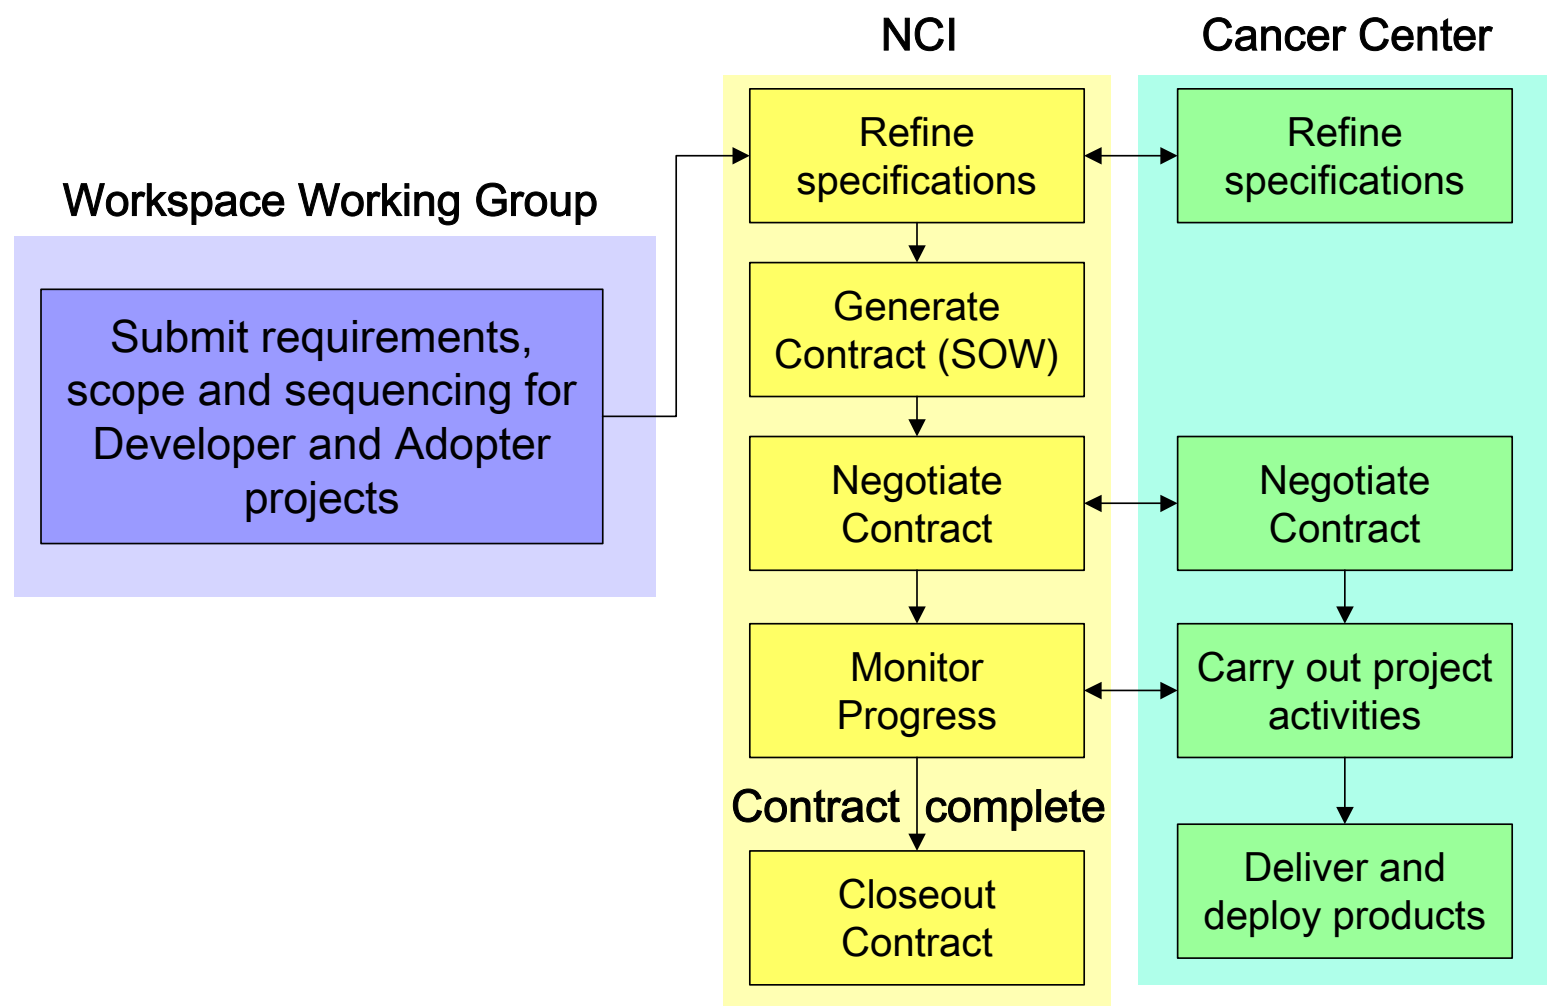 NCI
Cancer Center
Workspace Working Group
Submit requirements,
scope and sequencing for
Developer and Adopter
projects
Refine
specifications
Generate
Contract (SOW)
Negotiate
Contract
Monitor
Progress
Contract complete
Closeout
Contract
Refine
specifications
Negotiate
Contract
Carry out project
activities
Deliver and
deploy products